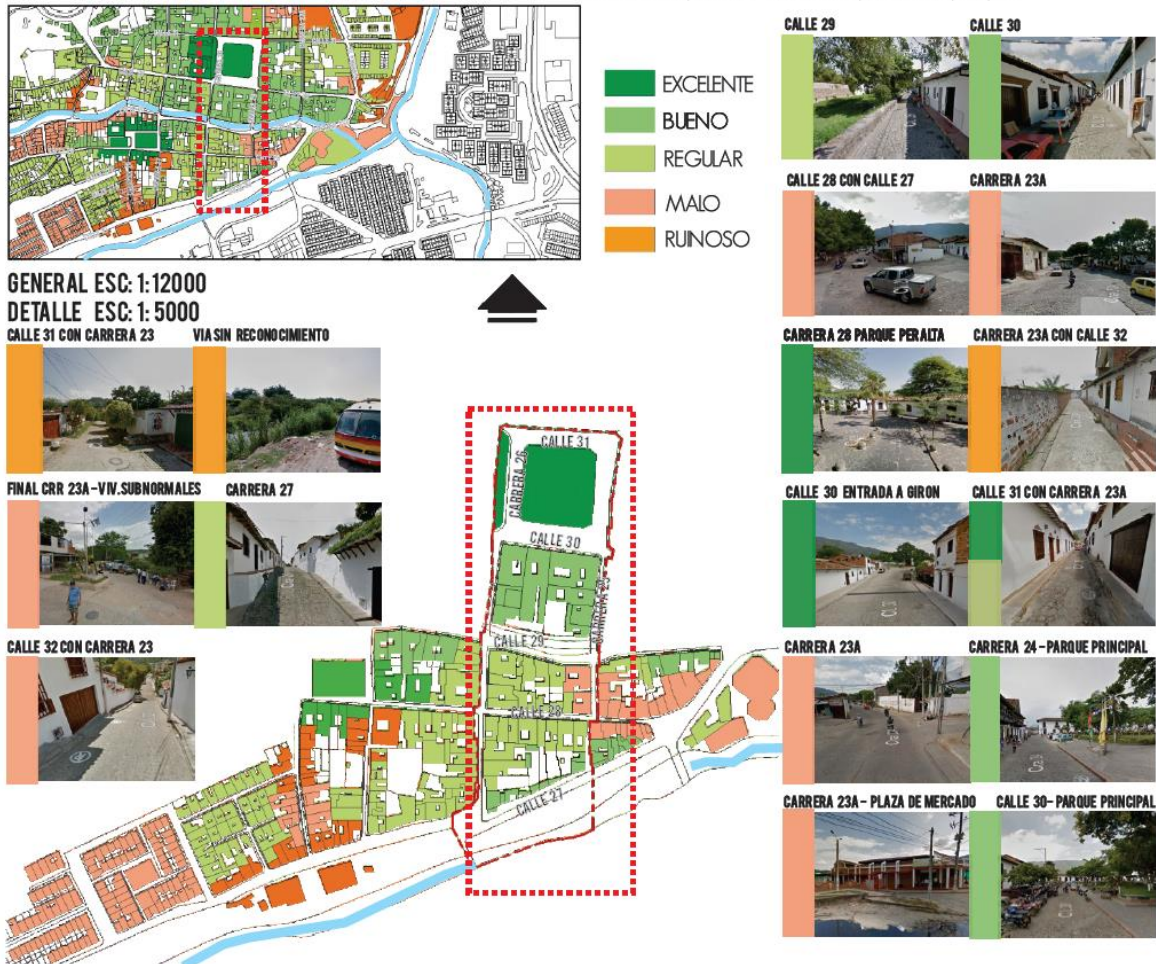 EXCELENTE
BUENO
REGULAR
MALO
RUINOSO
GENERAL ESC: 1:12000
DETALLE ESC: 1:5000
CALLE 31 CON CARRERA 23
VIA SIN RECONOCIMIENTO
FINAL CRR 23A-VIV.SUBNORMALES
CARRERA 27
CALLE 32 CON CARRERA 23
CALLE 31
CARRERA 26
CALLE 30
CALLE 29
CALLE 28
CALLE 27
CALLE 29
CALLE 30
CALLE 28 CON CALLE 27
CARRERA 23A
CARRERA 28 PARQUE PERALTA
CARRERA 23A CON CALLE 32
CALLE 30 ENTRADA A GIRON
CALLE 31 CON CARRERA 23A
CARRERA 23A
CARRERA 24-PARQUE PRINCIPAL
CARRERA 23A - PLAZA DE MERCADO
CALLE 30- PARQUE PRINCIPAL